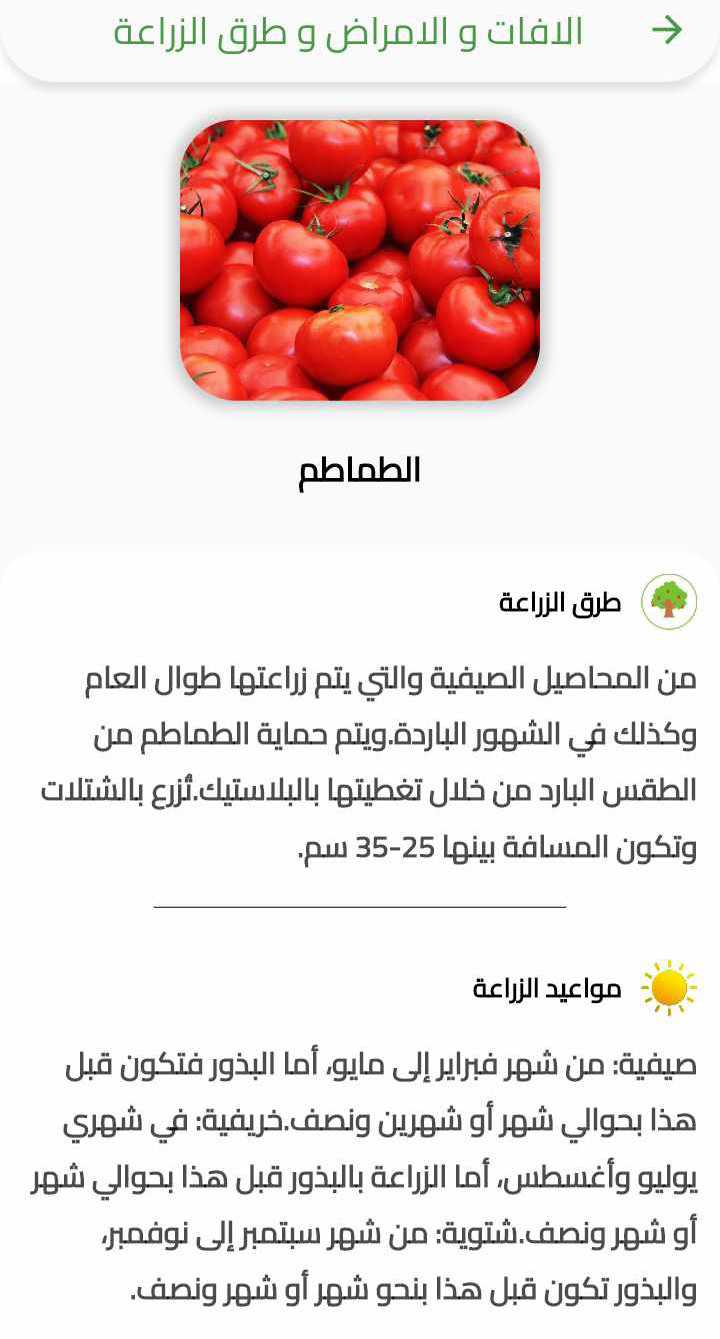 الافات و الامراض و طرق الزراعة
الطماطم
طرق الزراعة
من المحاصيل الصيفية والتي يتم زراعتها طوال العام
وكذلك في الشهور الباردة.ويتم حماية الطماطم من
الطقس البارد من خلال تغطيتها بالبلاستيك.تُزرع بالشتلات
وتكون المسافة بينها 25-35 سم.
مواعيد الزراعة
صيفية: من شهر فبراير إلى مايو، أما البذور فتكون قبل
هذا بحوالي شهر أو شهرين ونصف.خريفية: في شهري
يوليو وأغسطس، أما الزراعة بالبذور قبل هذا بحوالي شهر
أو شهر ونصف.شتوية: من شهر سبتمبر إلى نوفمبر،
والبذور تكون قبل هذا بنحو شهر أو شهر ونصف.